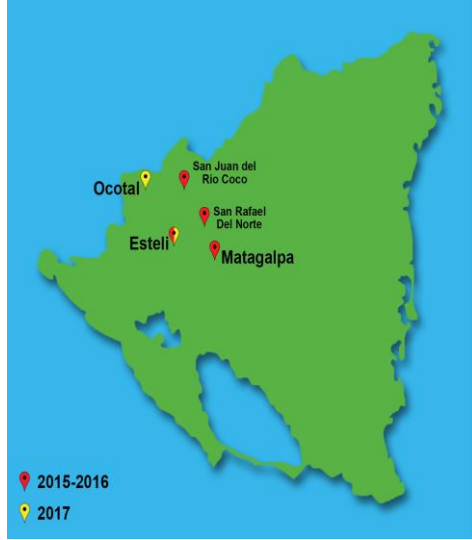 San Juan del
Rio Coco
Ocotal
San Rafael
Del Norte
Esteli
Matagalpa
2015-2016
2017